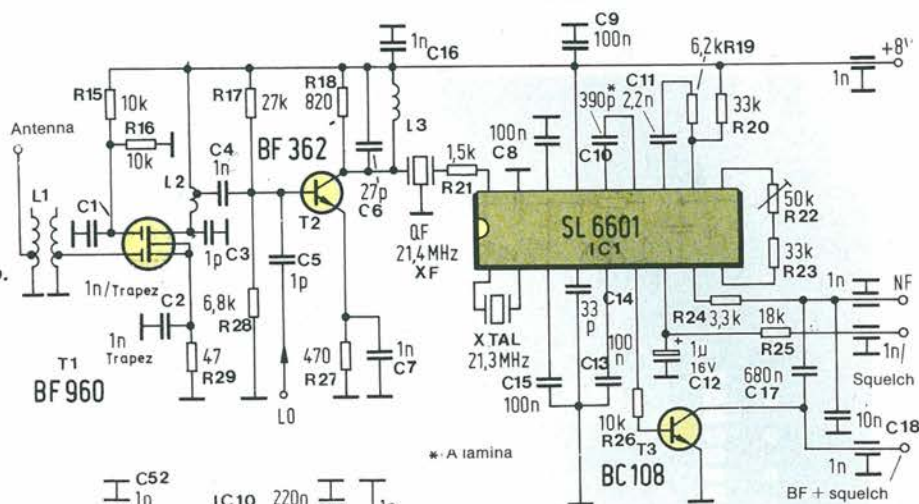 1n C16
C9
100n
6,2k R19
+8V
1n
R15
10k
R17
27k
R18
820
C11
390p*
2,2n
33k
R20
Antenna
R16
10k
C4
1n
BF 362
L3
100n
C8
C10
L1
L2
T2
27p
C6
1,5k
R21
50k
R22
C1
SL 6601
IC1
Q.F
21,4 MHz
XF
33k
R23
1p C3
C5
1p
1n/Trapez
C2
6,8k
R28
1n
Trapez
33
p
C14
1n
NF
R24
3,3k
18k
R25
XTAL
21,3 MHz
100
n
C13
1µ
16V
C12
1n/
Squelch
T1
BF 960
47
R29
470
R27
1n
C7
C15
100n
680n
C17
LO
10k
R26
T3
10n
C18
BC 108
1n
* A lamina
BF + squelch
C52
1n
IC10
220n